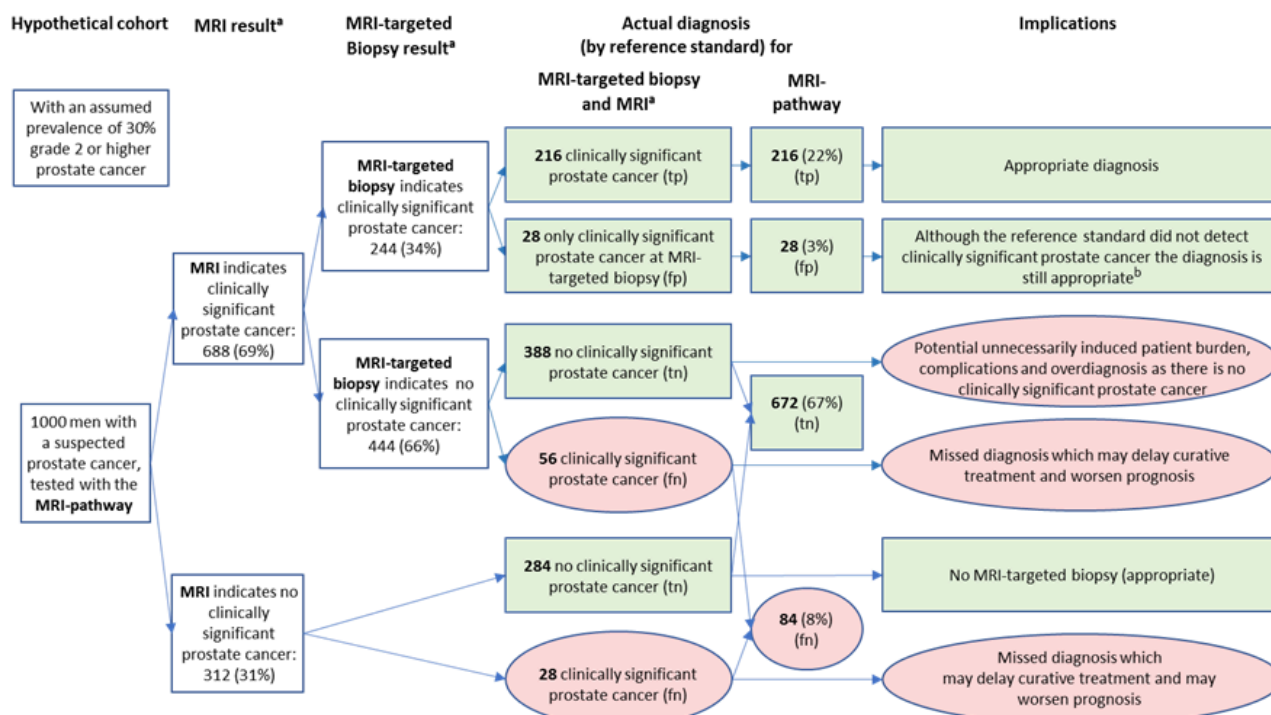 Hypothetical cohort
MRI resultᵃ
MRI-targeted
Biopsy resultᵃ
Actual diagnosis
(by reference standard) for
Implications
MRI-targeted biopsy
and MRIᵃ
MRI-
pathway
With an assumed
prevalence of 30%
grade 2 or higher
prostate cancer
1000 men with
a suspected
prostate cancer,
tested with the
MRI-pathway
MRI indicates
clinically
significant
prostate cancer:
688 (69%)
MRI indicates no
clinically
significant
prostate cancer:
312 (31%)
MRI-targeted
biopsy indicates
clinically significant
prostate cancer:
244 (34%)
MRI-targeted
biopsy indicates no
clinically significant
prostate cancer:
444 (66%)
216 clinically significant
prostate cancer (tp)
216 (22%)
(tp)
Appropriate diagnosis
28 only clinically significant
prostate cancer at MRI-
targeted biopsy (fp)
28 (3%)
(fp)
Although the reference standard did not detect
clinically significant prostate cancer the diagnosis is
still appropriateᵇ
388 no clinically significant
prostate cancer (tn)
Potential unnecessarily induced patient burden,
complications and overdiagnosis as there is no
clinically significant prostate cancer
672 (67%)
(tn)
56 clinically significant
prostate cancer (fn)
Missed diagnosis which may delay curative
treatment and worsen prognosis
284 no clinically significant
prostate cancer (tn)
No MRI-targeted biopsy (appropriate)
84 (8%)
(fn)
28 clinically significant
prostate cancer (fn)
Missed diagnosis which
may delay curative treatment and may
worsen prognosis